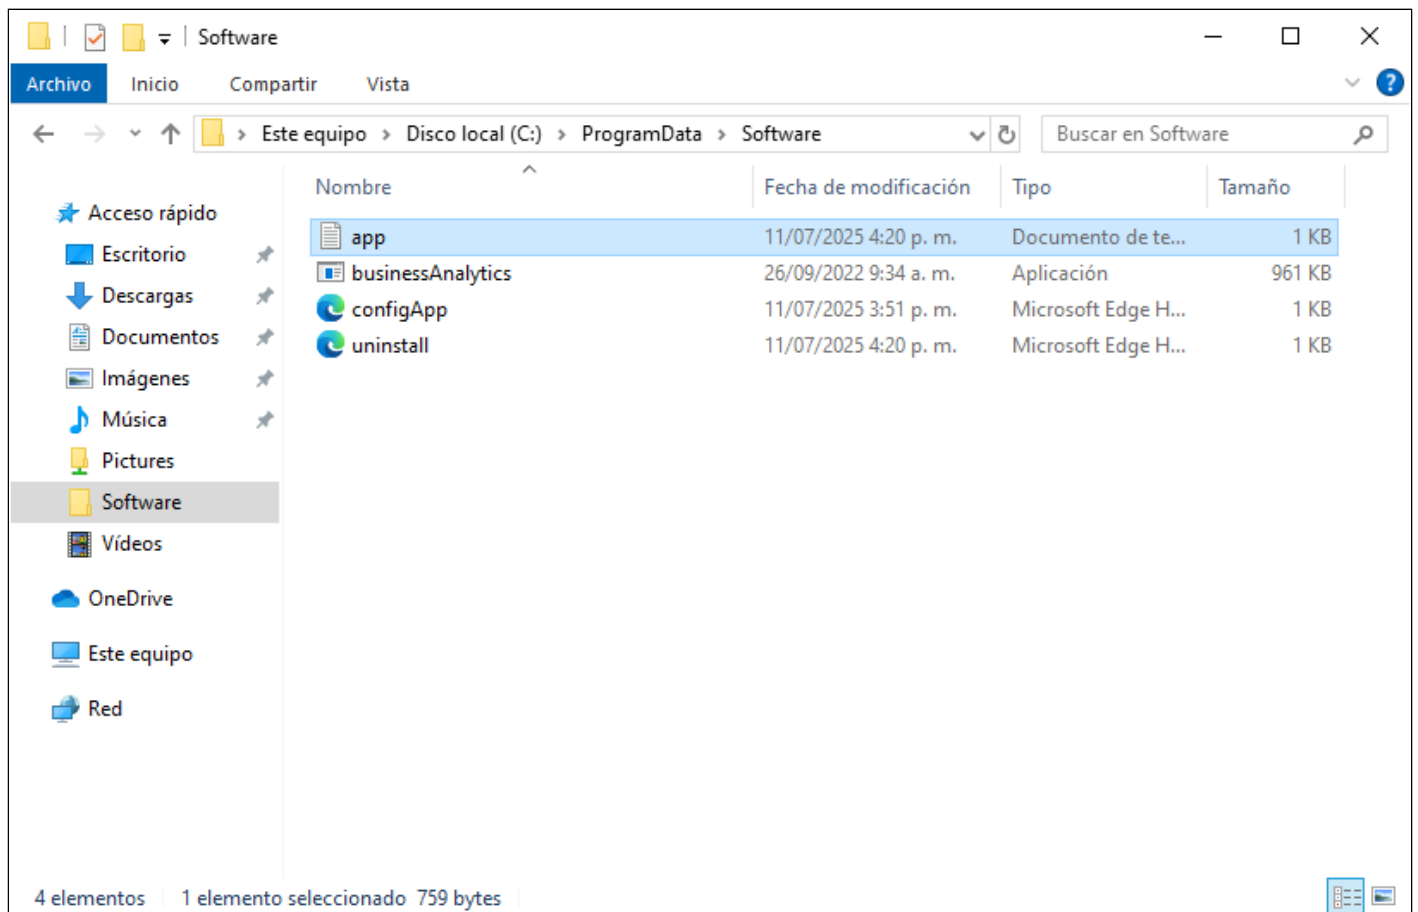 Software
Archivo Inicio Compartir Vista
Este equipo > Disco local (C:) > ProgramData > Software
Buscar en Software
Nombre Fecha de modificación Tipo Tamaño
app 11/07/2025 4:20 p. m. Documento de te... 1 KB
businessAnalytics 26/09/2022 9:34 a. m. Aplicación 961 KB
configApp 11/07/2025 3:51 p. m. Microsoft Edge H... 1 KB
uninstall 11/07/2025 4:20 p. m. Microsoft Edge H... 1 KB
Acceso rápido
Escritorio
Descargas
Documentos
Imágenes
Música
Pictures
Software
Vídeos
OneDrive
Este equipo
Red
4 elementos 1 elemento seleccionado 759 bytes